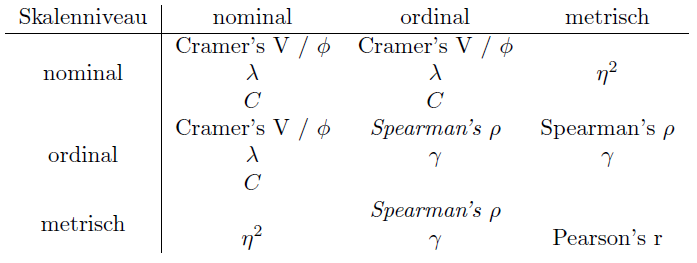 Skalenniveau nominal ordinal metrisch
Cramer's V / ϕ Cramer's V / ϕ
nominal λ λ η²
C C
Cramer's V / ϕ Spearman's ρ Spearman's ρ
ordinal λ γ γ
C
Spearman's ρ
metrisch
η² γ Pearson's r